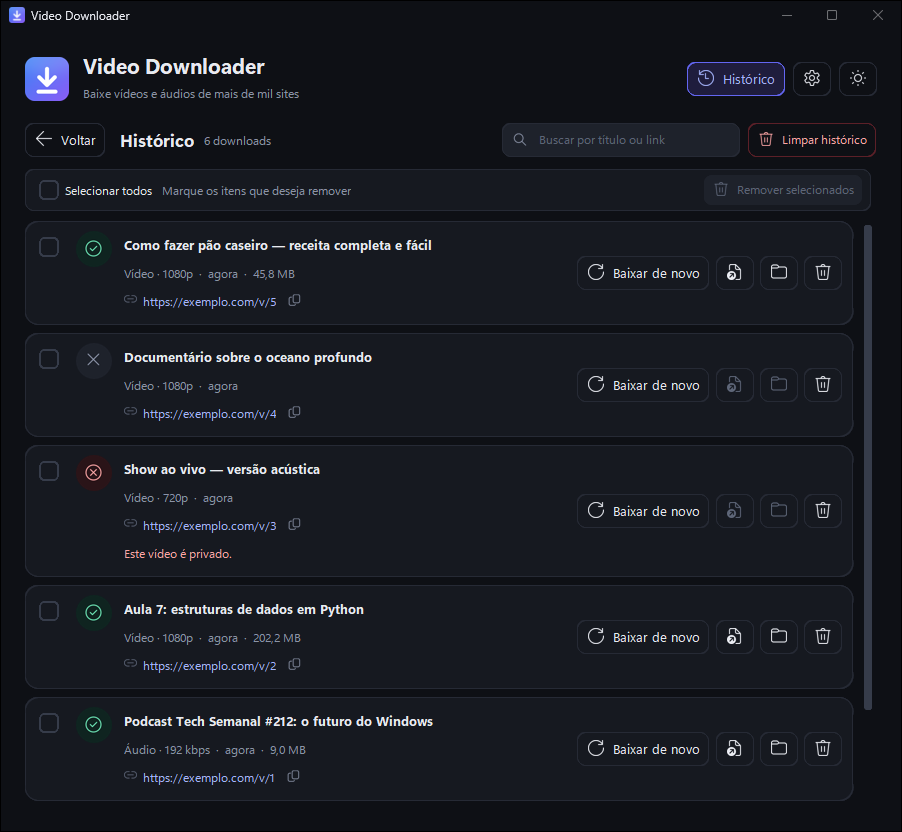 Video Downloader
Video Downloader
Baixe vídeos e áudios de mais de mil sites
Histórico
Voltar
Histórico
6 downloads
Buscar por título ou link
Limpar histórico
Selecionar todos
Marque os itens que deseja remover
Remover selecionados
Como fazer pão caseiro — receita completa e fácil
Vídeo · 1080p · agora · 45,8 MB
https://exemplo.com/v/5
Baixar de novo
Documentário sobre o oceano profundo
Vídeo · 1080p · agora
https://exemplo.com/v/4
Baixar de novo
Show ao vivo — versão acústica
Vídeo · 720p · agora
https://exemplo.com/v/3
Este vídeo é privado.
Baixar de novo
Aula 7: estruturas de dados em Python
Vídeo · 1080p · agora · 202,2 MB
https://exemplo.com/v/2
Baixar de novo
Podcast Tech Semanal #212: o futuro do Windows
Áudio · 192 kbps · agora · 9,0 MB
https://exemplo.com/v/1
Baixar de novo